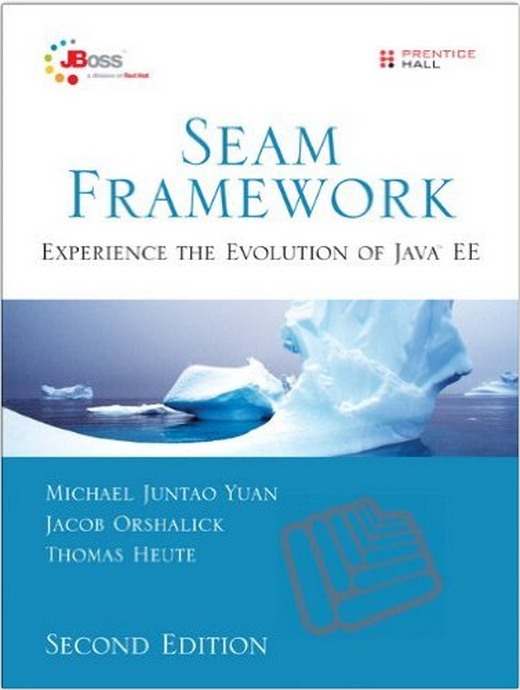 JBoss™
a division of Red Hat
PRENTICE
HALL
SEAM
FRAMEWORK
EXPERIENCE THE EVOLUTION OF JAVA™ EE
MICHAEL JUNTAO YUAN
JACOB ORSHALICK
THOMAS HEUTE
SECOND EDITION